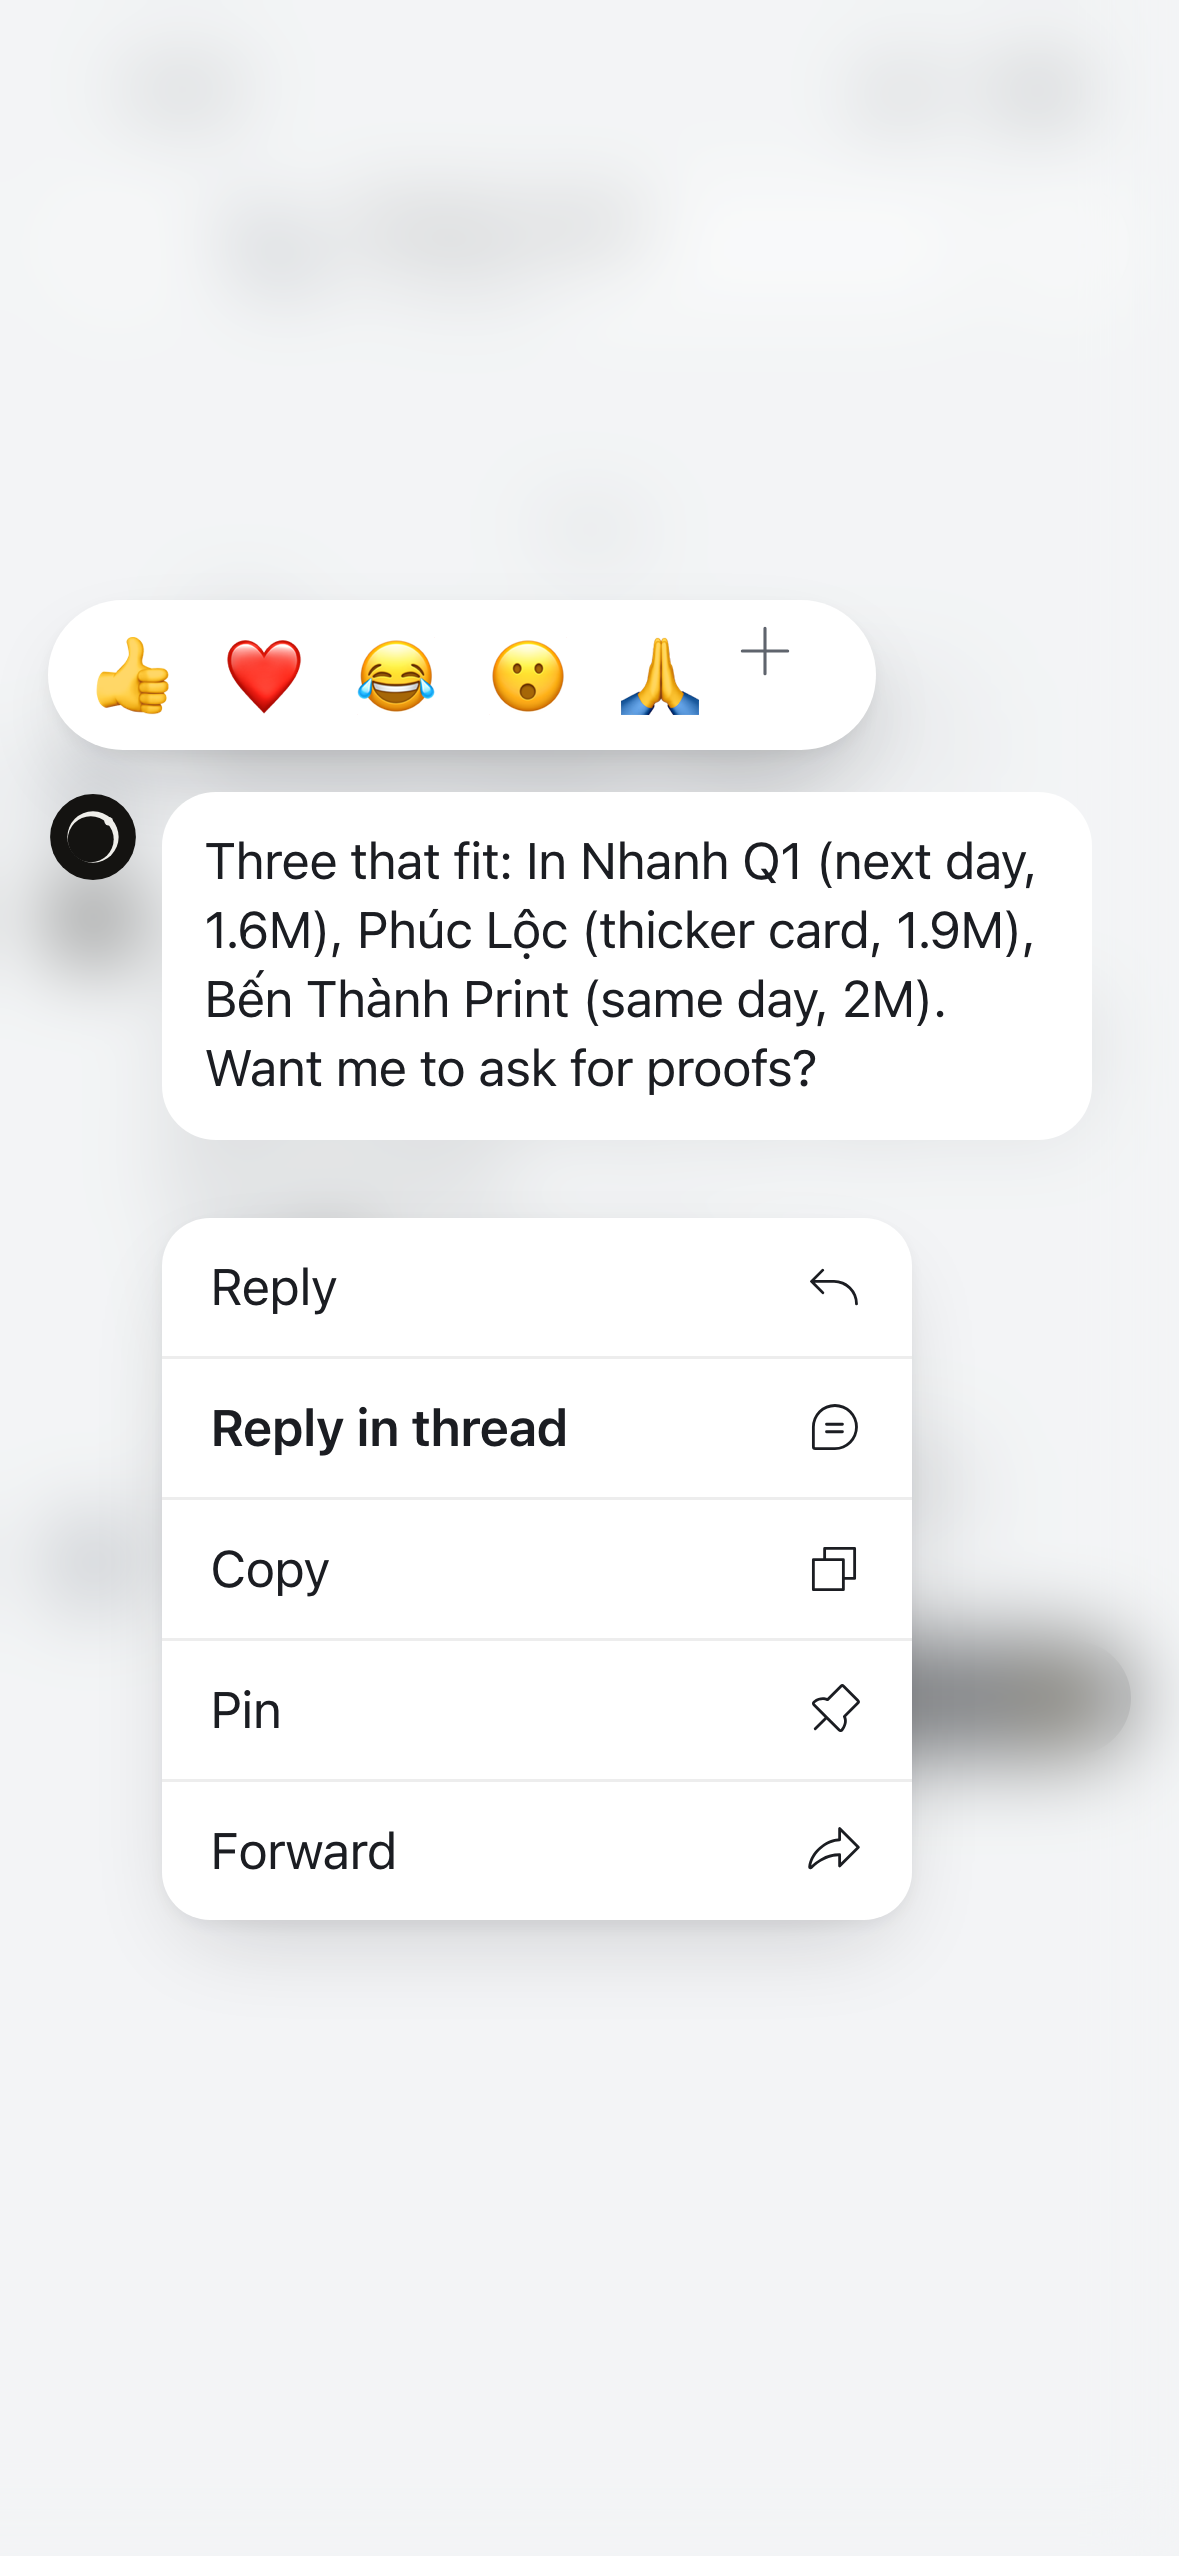 👍 ❤️ 😂 😮 🙏
Three that fit: In Nhanh Q1 (next day,
1.6M), Phúc Lộc (thicker card, 1.9M),
Bến Thành Print (same day, 2M).
Want me to ask for proofs?
Reply
Reply in thread
Copy
Pin
Forward